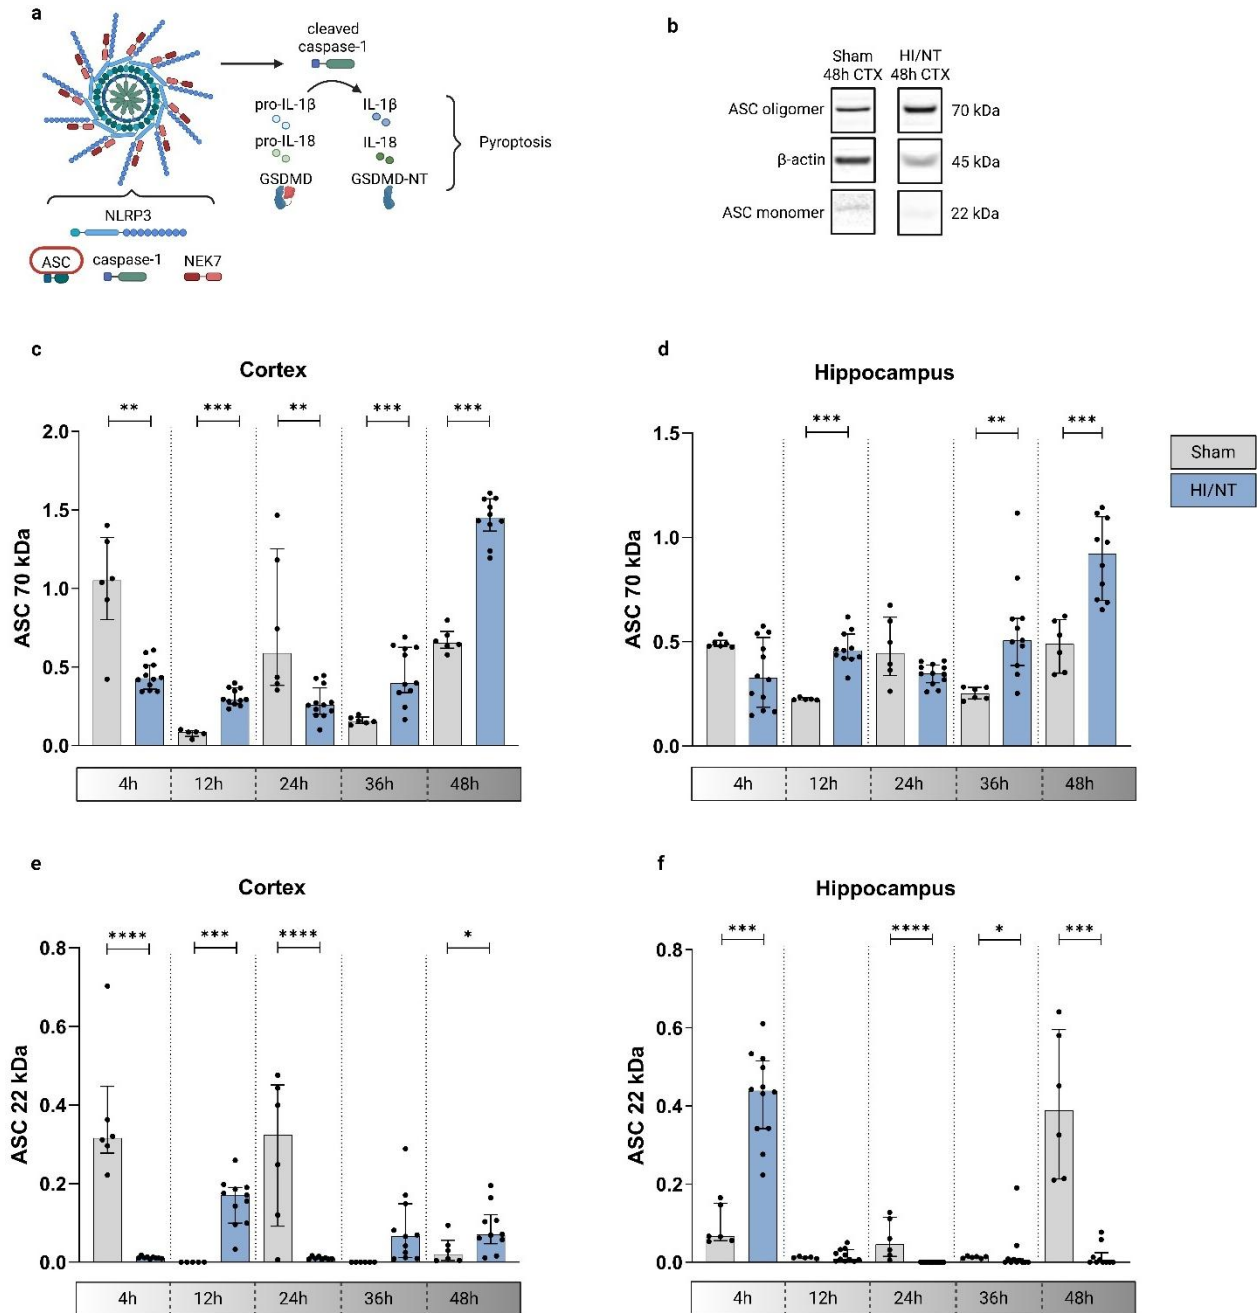 a
cleaved
caspase-1
pro-IL-1β IL-1β
pro-IL-18 IL-18
GSDMD GSDMD-NT
Pyroptosis
NLRP3
ASC caspase-1 NEK7
b
Sham HI/NT
48h CTX 48h CTX
ASC oligomer 70 kDa
β-actin 45 kDa
ASC monomer 22 kDa
c
Cortex
** *** ** *** ***
ASC 70 kDa
2.0
1.5
1.0
0.5
0.0
4h 12h 24h 36h 48h
d
Hippocampus
*** ** ***
ASC 70 kDa
1.5
1.0
0.5
0.0
4h 12h 24h 36h 48h
Sham
HI/NT
e
Cortex
**** *** **** *
ASC 22 kDa
0.8
0.6
0.4
0.2
0.0
4h 12h 24h 36h 48h
f
Hippocampus
*** **** * ***
ASC 22 kDa
0.8
0.6
0.4
0.2
0.0
4h 12h 24h 36h 48h